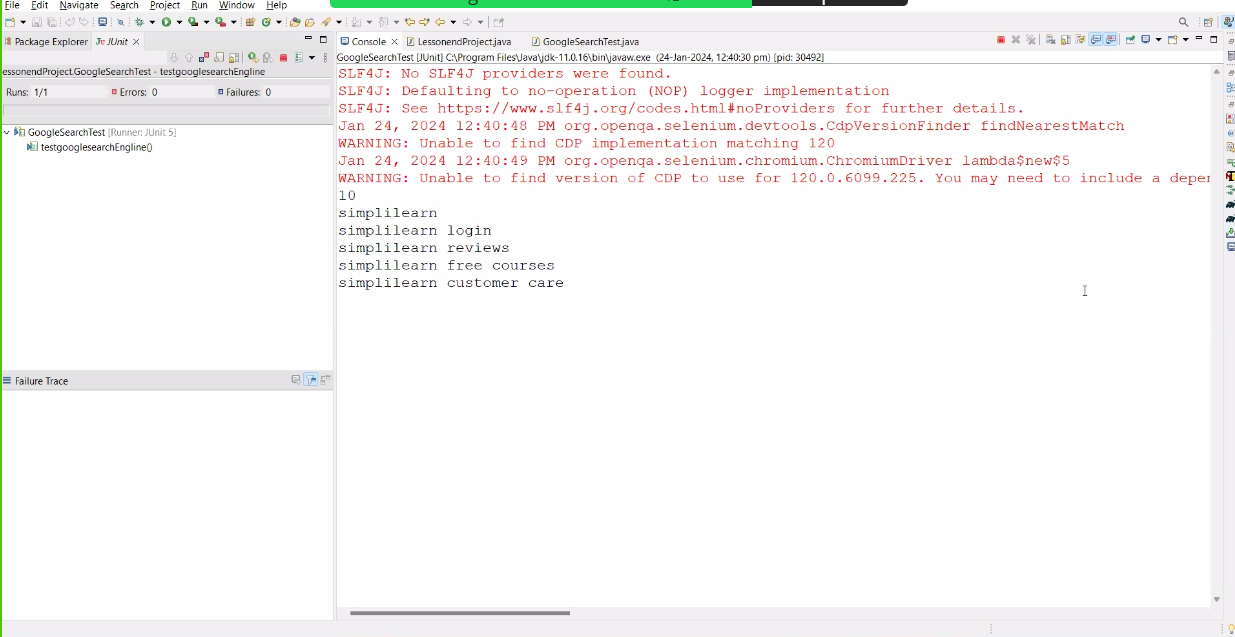 File Edit Navigate Search Project Run Window Help
Package Explorer JUnit
essonendProject.GoogleSearchTest - testgooglesearchEngline
Runs: 1/1 Errors: 0 Failures: 0
GoogleSearchTest [Runner: JUnit 5]
testgooglesearchEngline()
Failure Trace
Console LessonendProject.java GoogleSearchTest.java
GoogleSearchTest [JUnit] C:\Program Files\Java\jdk-11.0.16\bin\javaw.exe (24-Jan-2024, 12:40:30 pm) [pid: 30492]
SLF4J: No SLF4J providers were found.
SLF4J: Defaulting to no-operation (NOP) logger implementation
SLF4J: See https://www.slf4j.org/codes.html#noProviders for further details.
Jan 24, 2024 12:40:48 PM org.openqa.selenium.devtools.CdpVersionFinder findNearestMatch
WARNING: Unable to find CDP implementation matching 120
Jan 24, 2024 12:40:49 PM org.openqa.selenium.chromium.ChromiumDriver lambda$new$5
WARNING: Unable to find version of CDP to use for 120.0.6099.225. You may need to include a deper
10
simplilearn
simplilearn login
simplilearn reviews
simplilearn free courses
simplilearn customer care